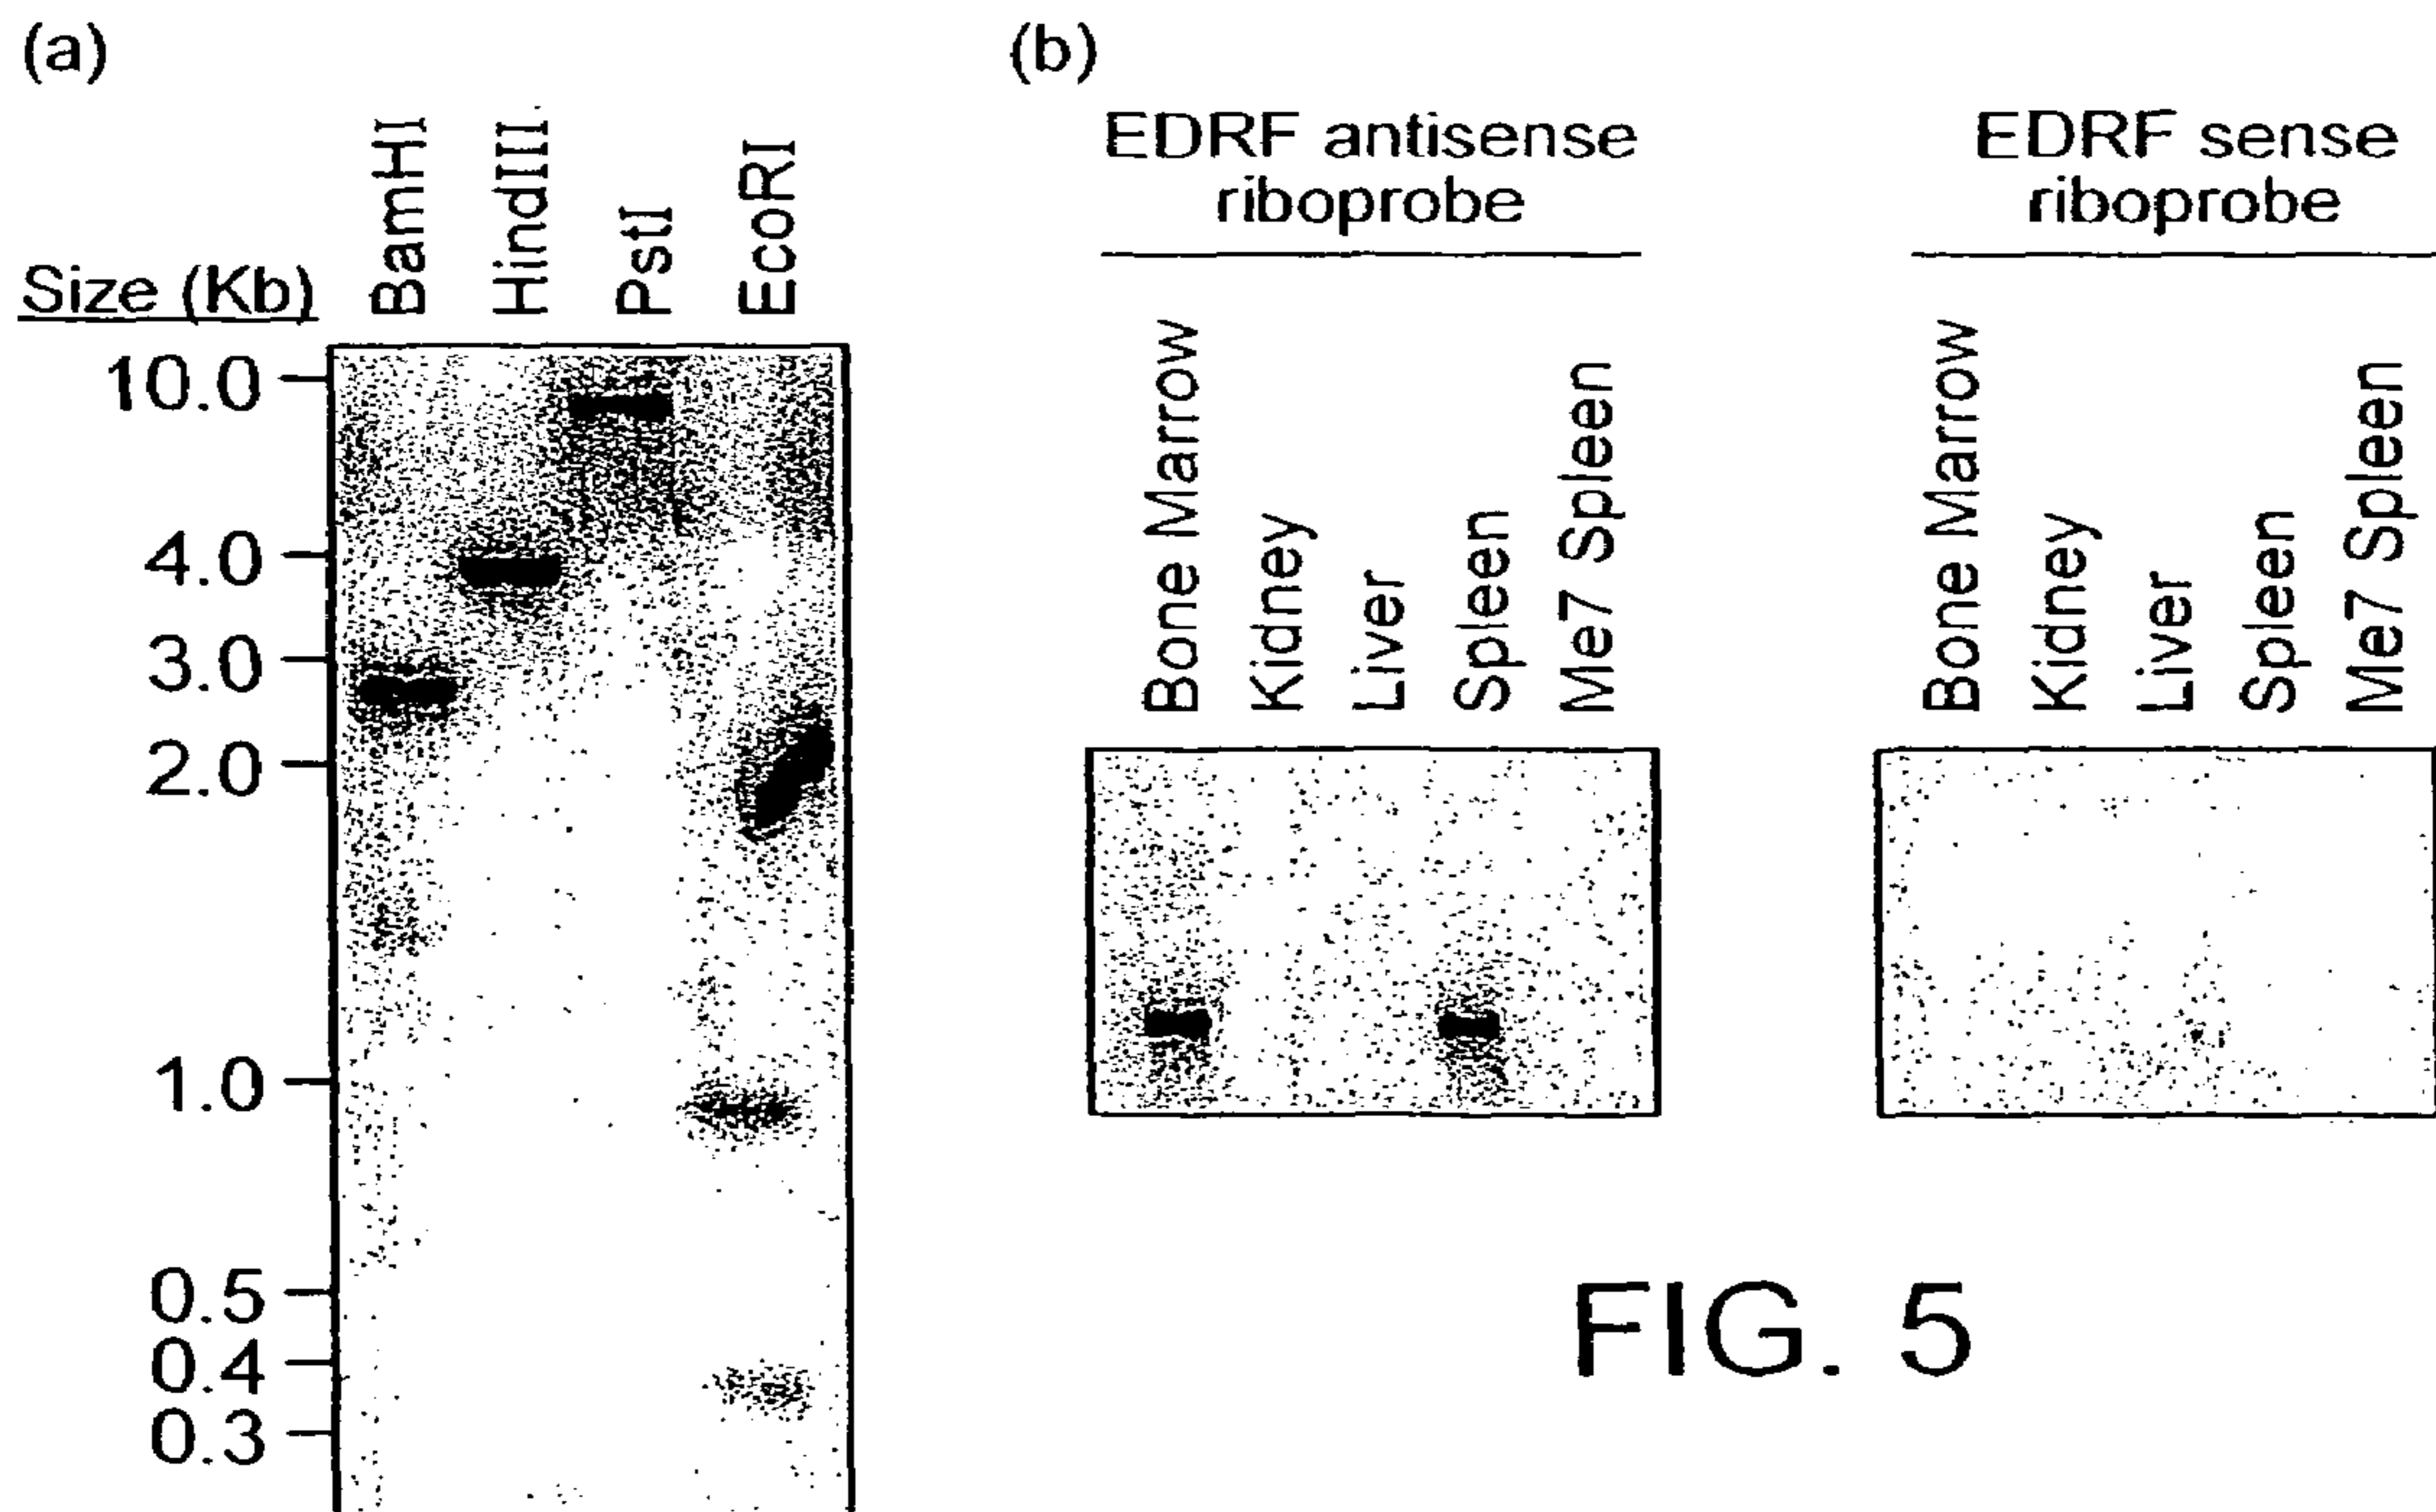 (a)
BamHI
HindIII
PstI
EcoRI
Size (Kb)
10.0
4.0
3.0
2.0
1.0
0.5
0.4
0.3
(b)
EDRF antisense
riboprobe
Bone Marrow
Kidney
Liver
Spleen
Me7 Spleen
EDRF sense
riboprobe
Bone Marrow
Kidney
Liver
Spleen
Me7 Spleen
FIG. 5